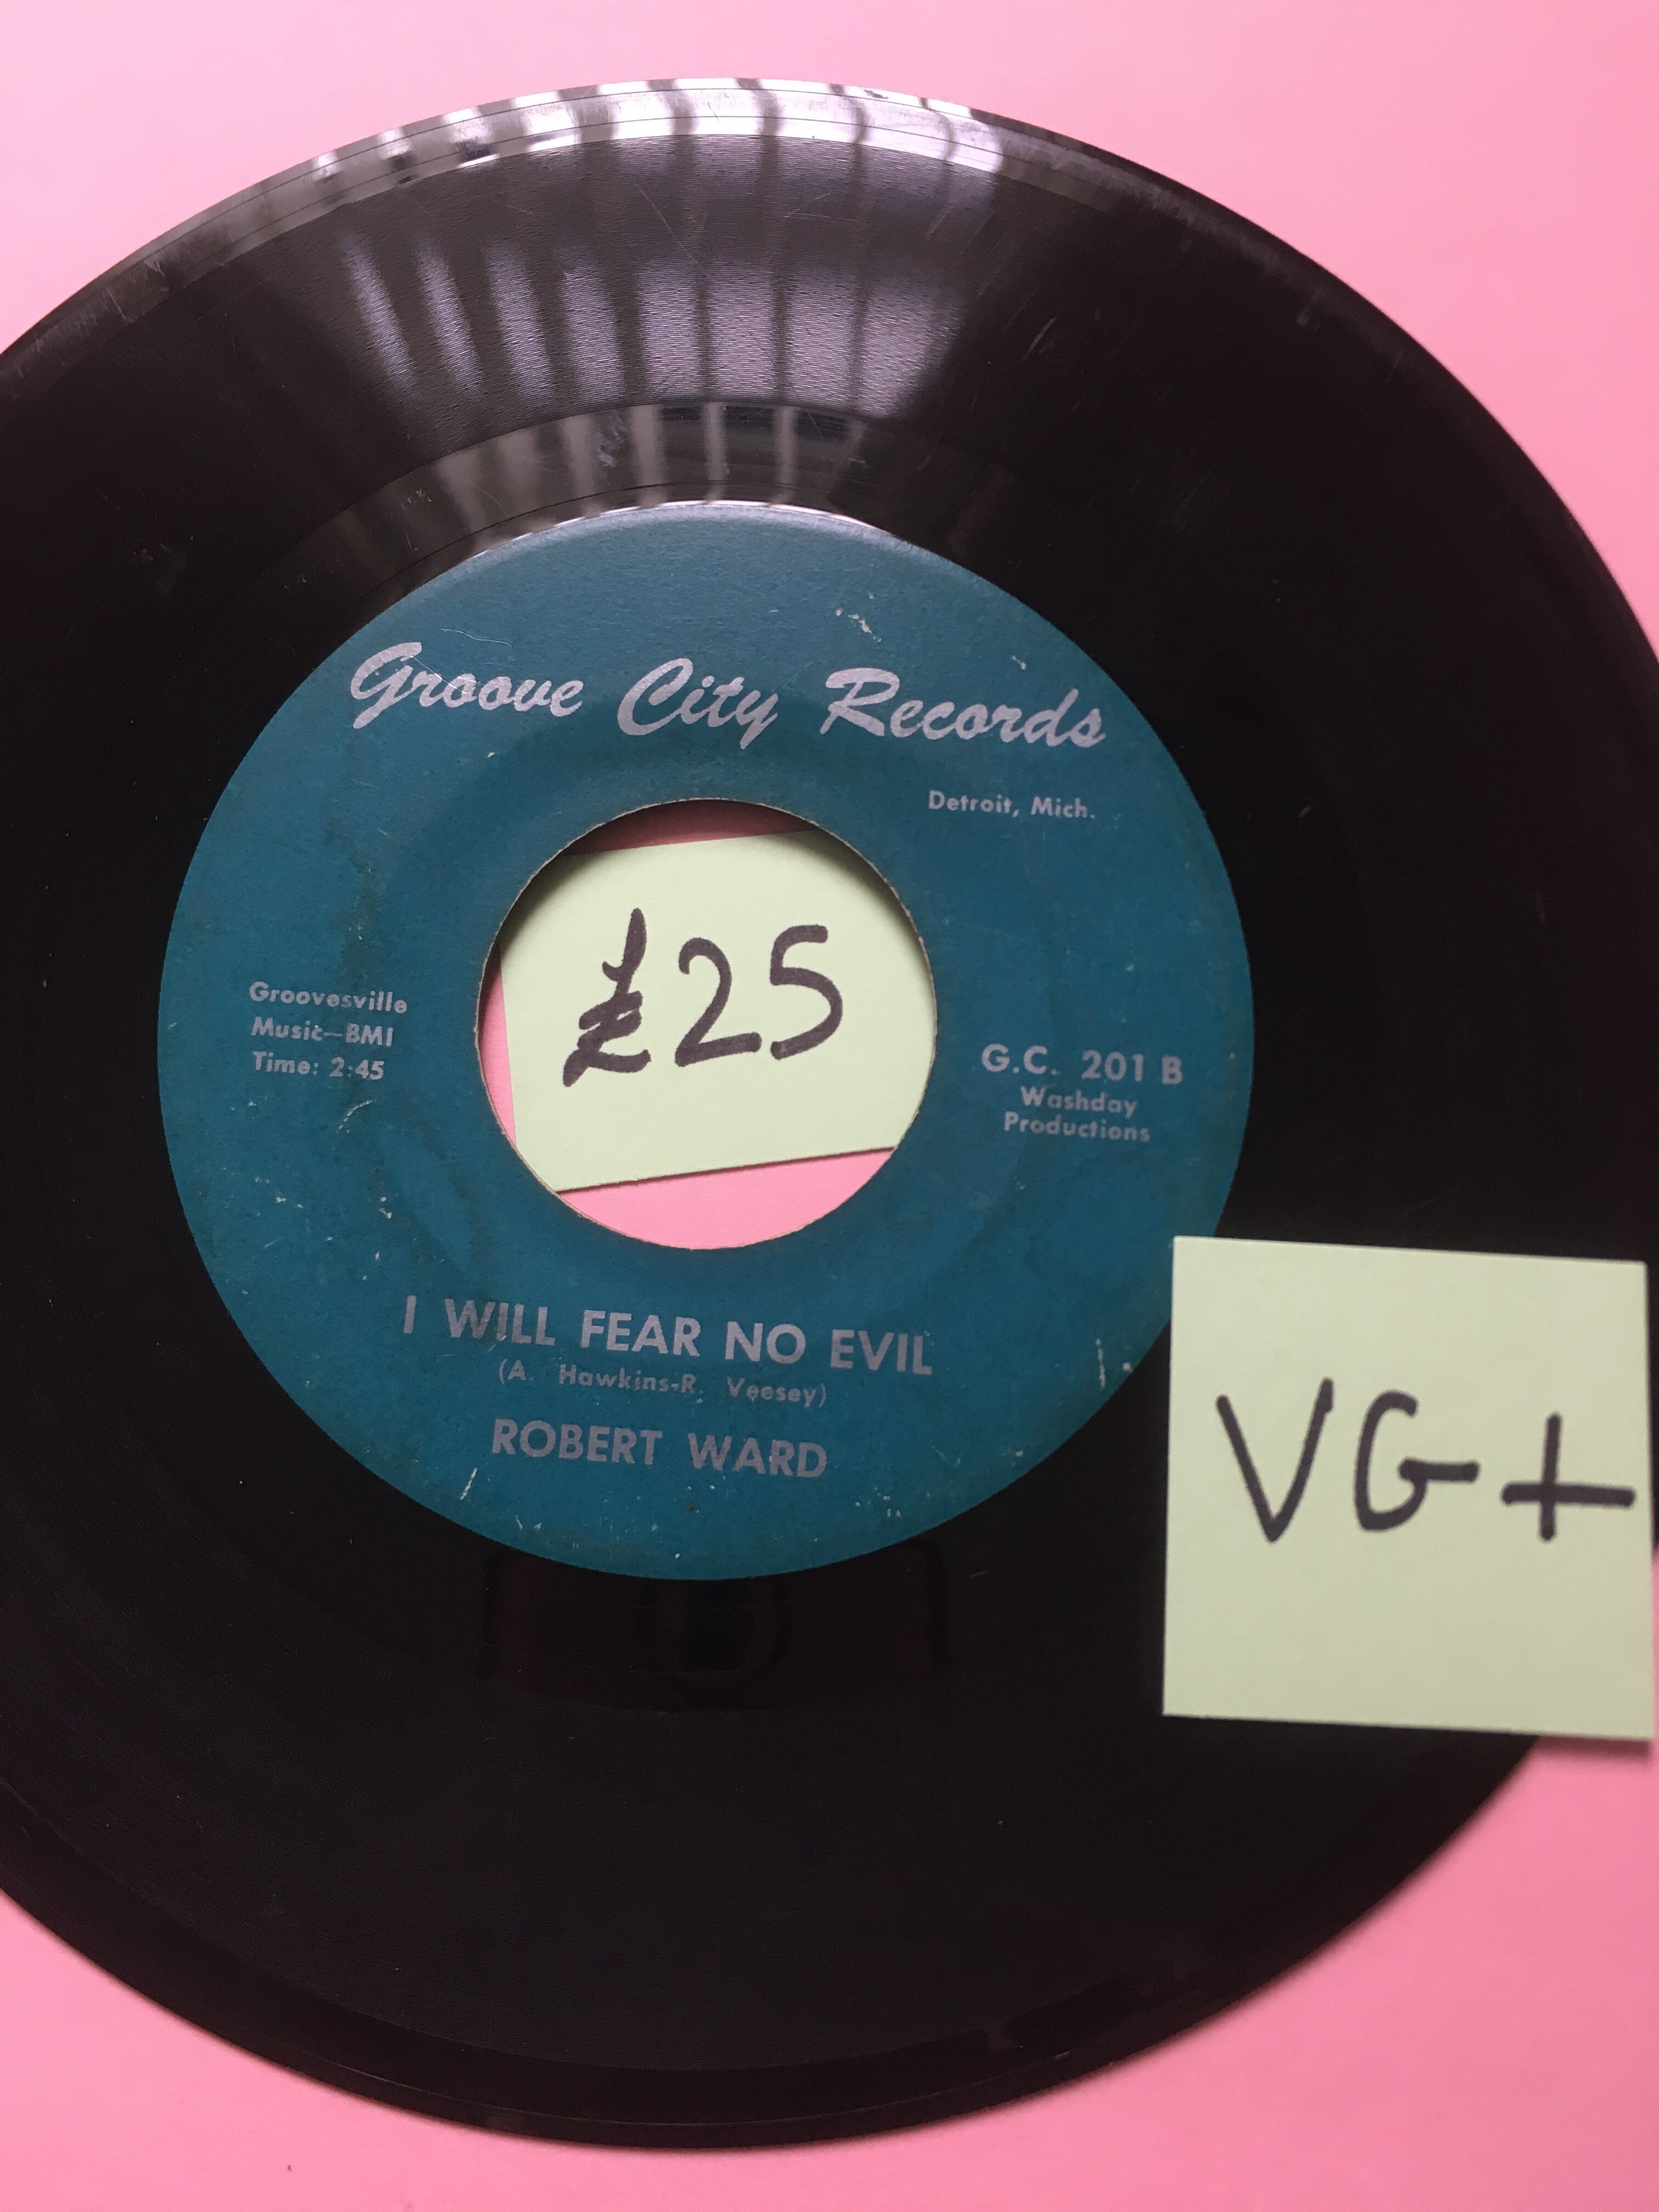 Groove City Records
Detroit, Mich.
£25
Groovesville
Music—BMI
Time: 2:45
G.C. 201 B
Washday
Productions
I WILL FEAR NO EVIL
(A. Hawkins-R. Veesey)
ROBERT WARD
VG+